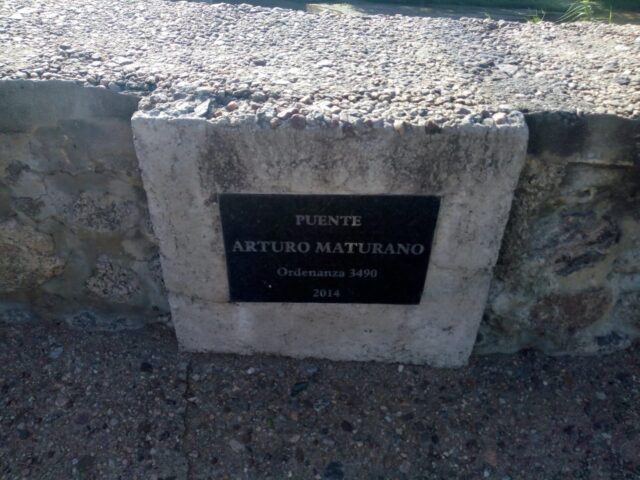 PUENTE
ARTURO MATURANO
Ordenanza 3490
2014